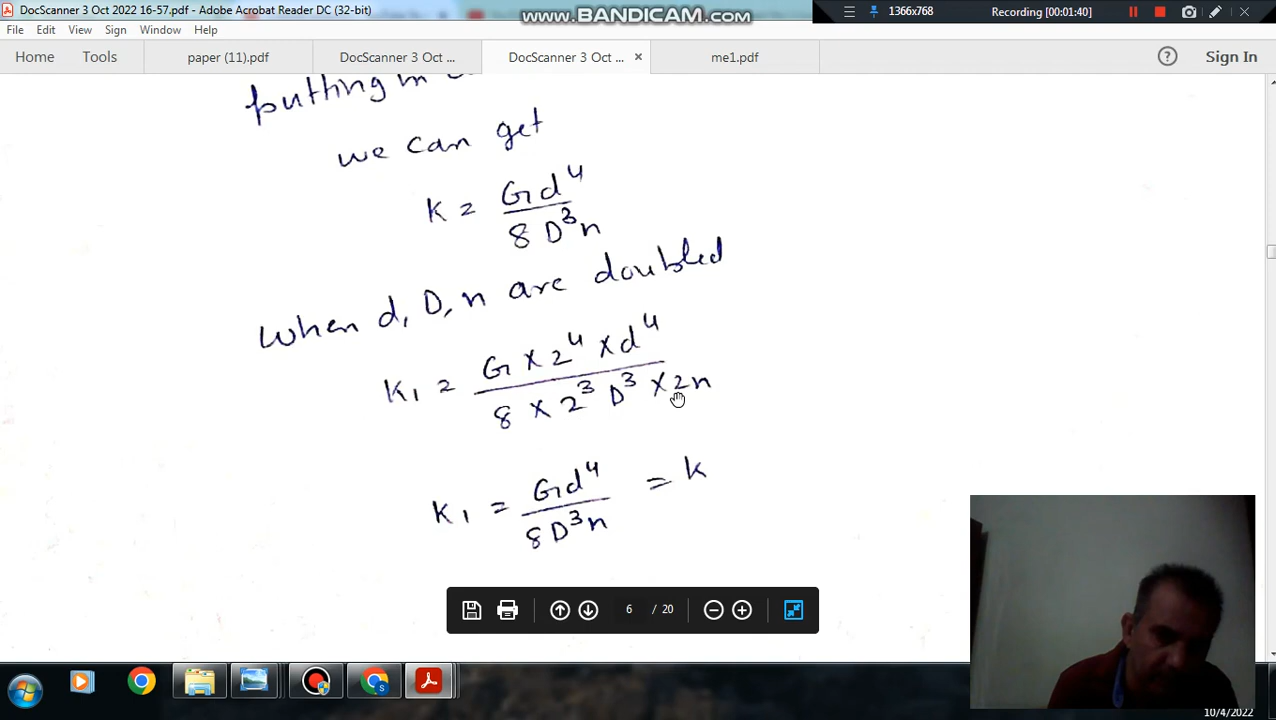 DocScanner 3 Oct 2022 16-57.pdf - Adobe Acrobat Reader DC (32-bit)
www.BANDICAM.com
1366x768
Recording [00:01:40]
File Edit View Sign Window Help
Home Tools paper (11).pdf DocScanner 3 Oct ... DocScanner 3 Oct ... × me1.pdf ? Sign In
putting
we can get
K = Gd⁴ / 8 D³n
When d, D, n are doubled
K₁ = G × 2⁴ × d⁴ / 8 × 2³ D³ × 2n
K₁ = Gd⁴ / 8D³n = K
6 / 20
10/4/2022